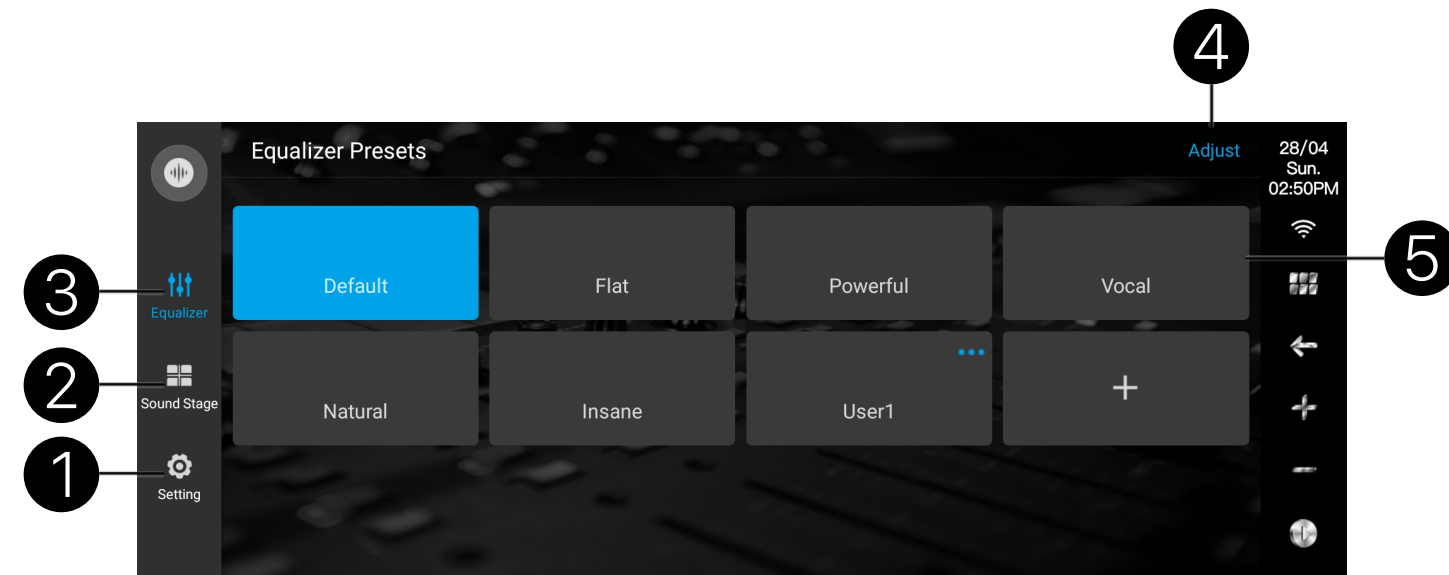 4
Equalizer Presets
Adjust
28/04
Sun.
02:50PM
5
3
Equalizer
Default
Flat
Powerful
Vocal
2
Sound Stage
Natural
Insane
User1
1
Setting